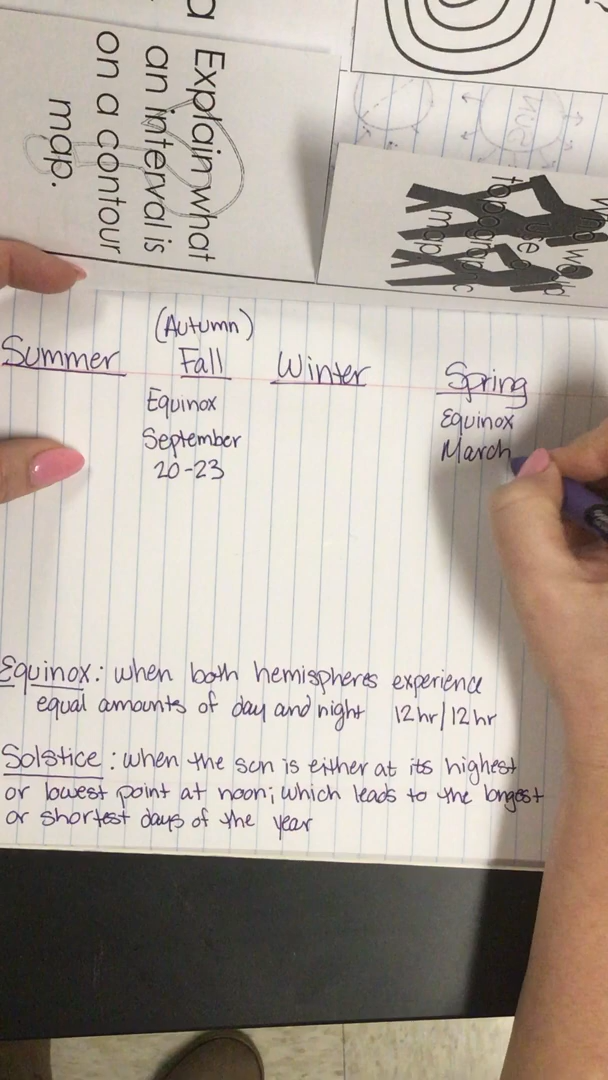 Explain what
an interval is
on a contour
map.
(Autumn)
Summer Fall Winter Spring
Equinox Equinox
September March
20-23
Equinox: when both hemispheres experience
equal amounts of day and night 12hr/12hr
Solstice: when the sun is either at its highest
or lowest point at noon; which leads to the longest
or shortest days of the year